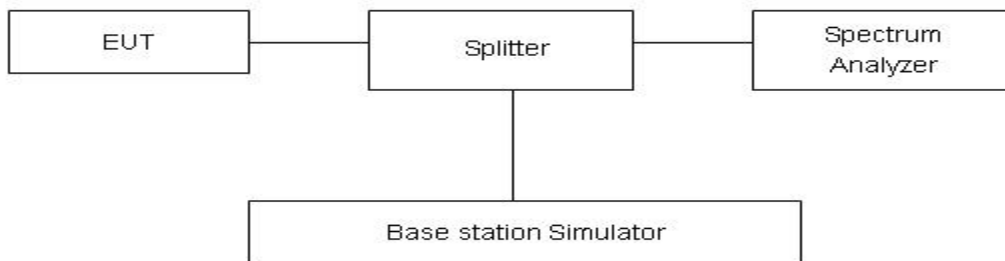 EUT
Splitter
Spectrum
Analyzer
Base station Simulator